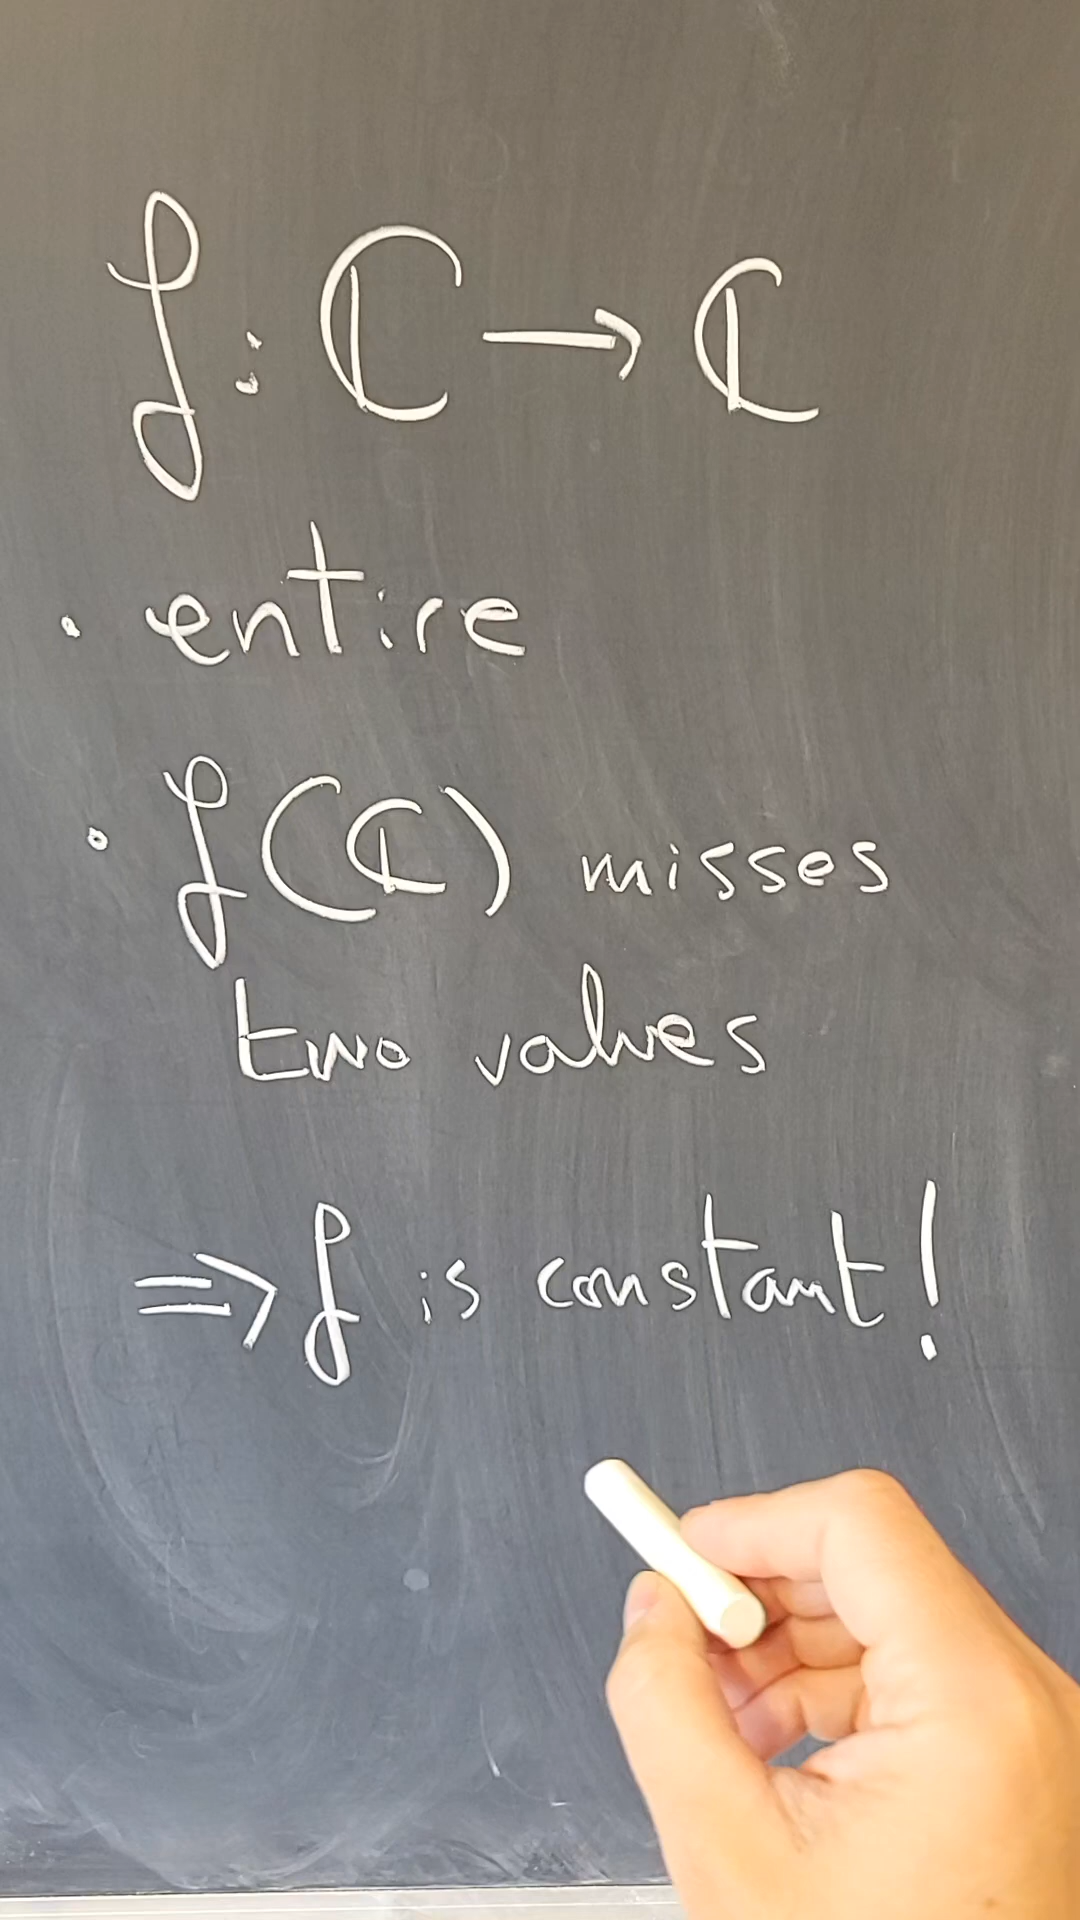 f: ℂ → ℂ
· entire
· f(ℂ) misses
two values
⇒ f is constant!